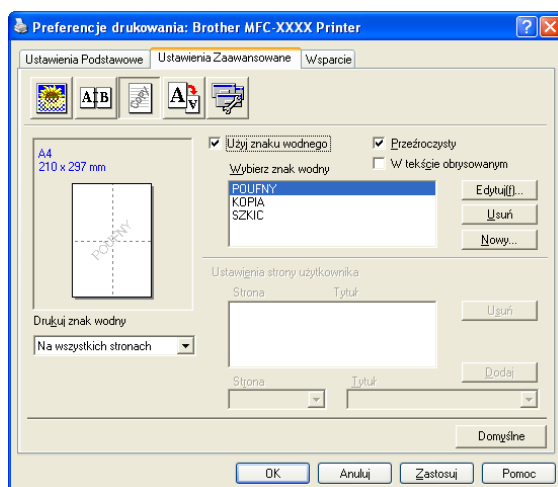 Preferencje drukowania: Brother MFC-XXXX Printer
Ustawienia Podstawowe Ustawienia Zaawansowane Wsparcie
A4
210 x 297 mm
POUFNY
Drukuj znak wodny
Na wszystkich stronach
Użyj znaku wodnego
Przeźroczysty
W tekście obrysowanym
Wybierz znak wodny
POUFNY
KOPIA
SZKIC
Edytuj(f)...
Usuń
Nowy...
Ustawienia strony użytkownika
Strona Tytuł
Usuń
Dodaj
Strona Tytuł
Domyślne
OK Anuluj Zastosuj Pomoc